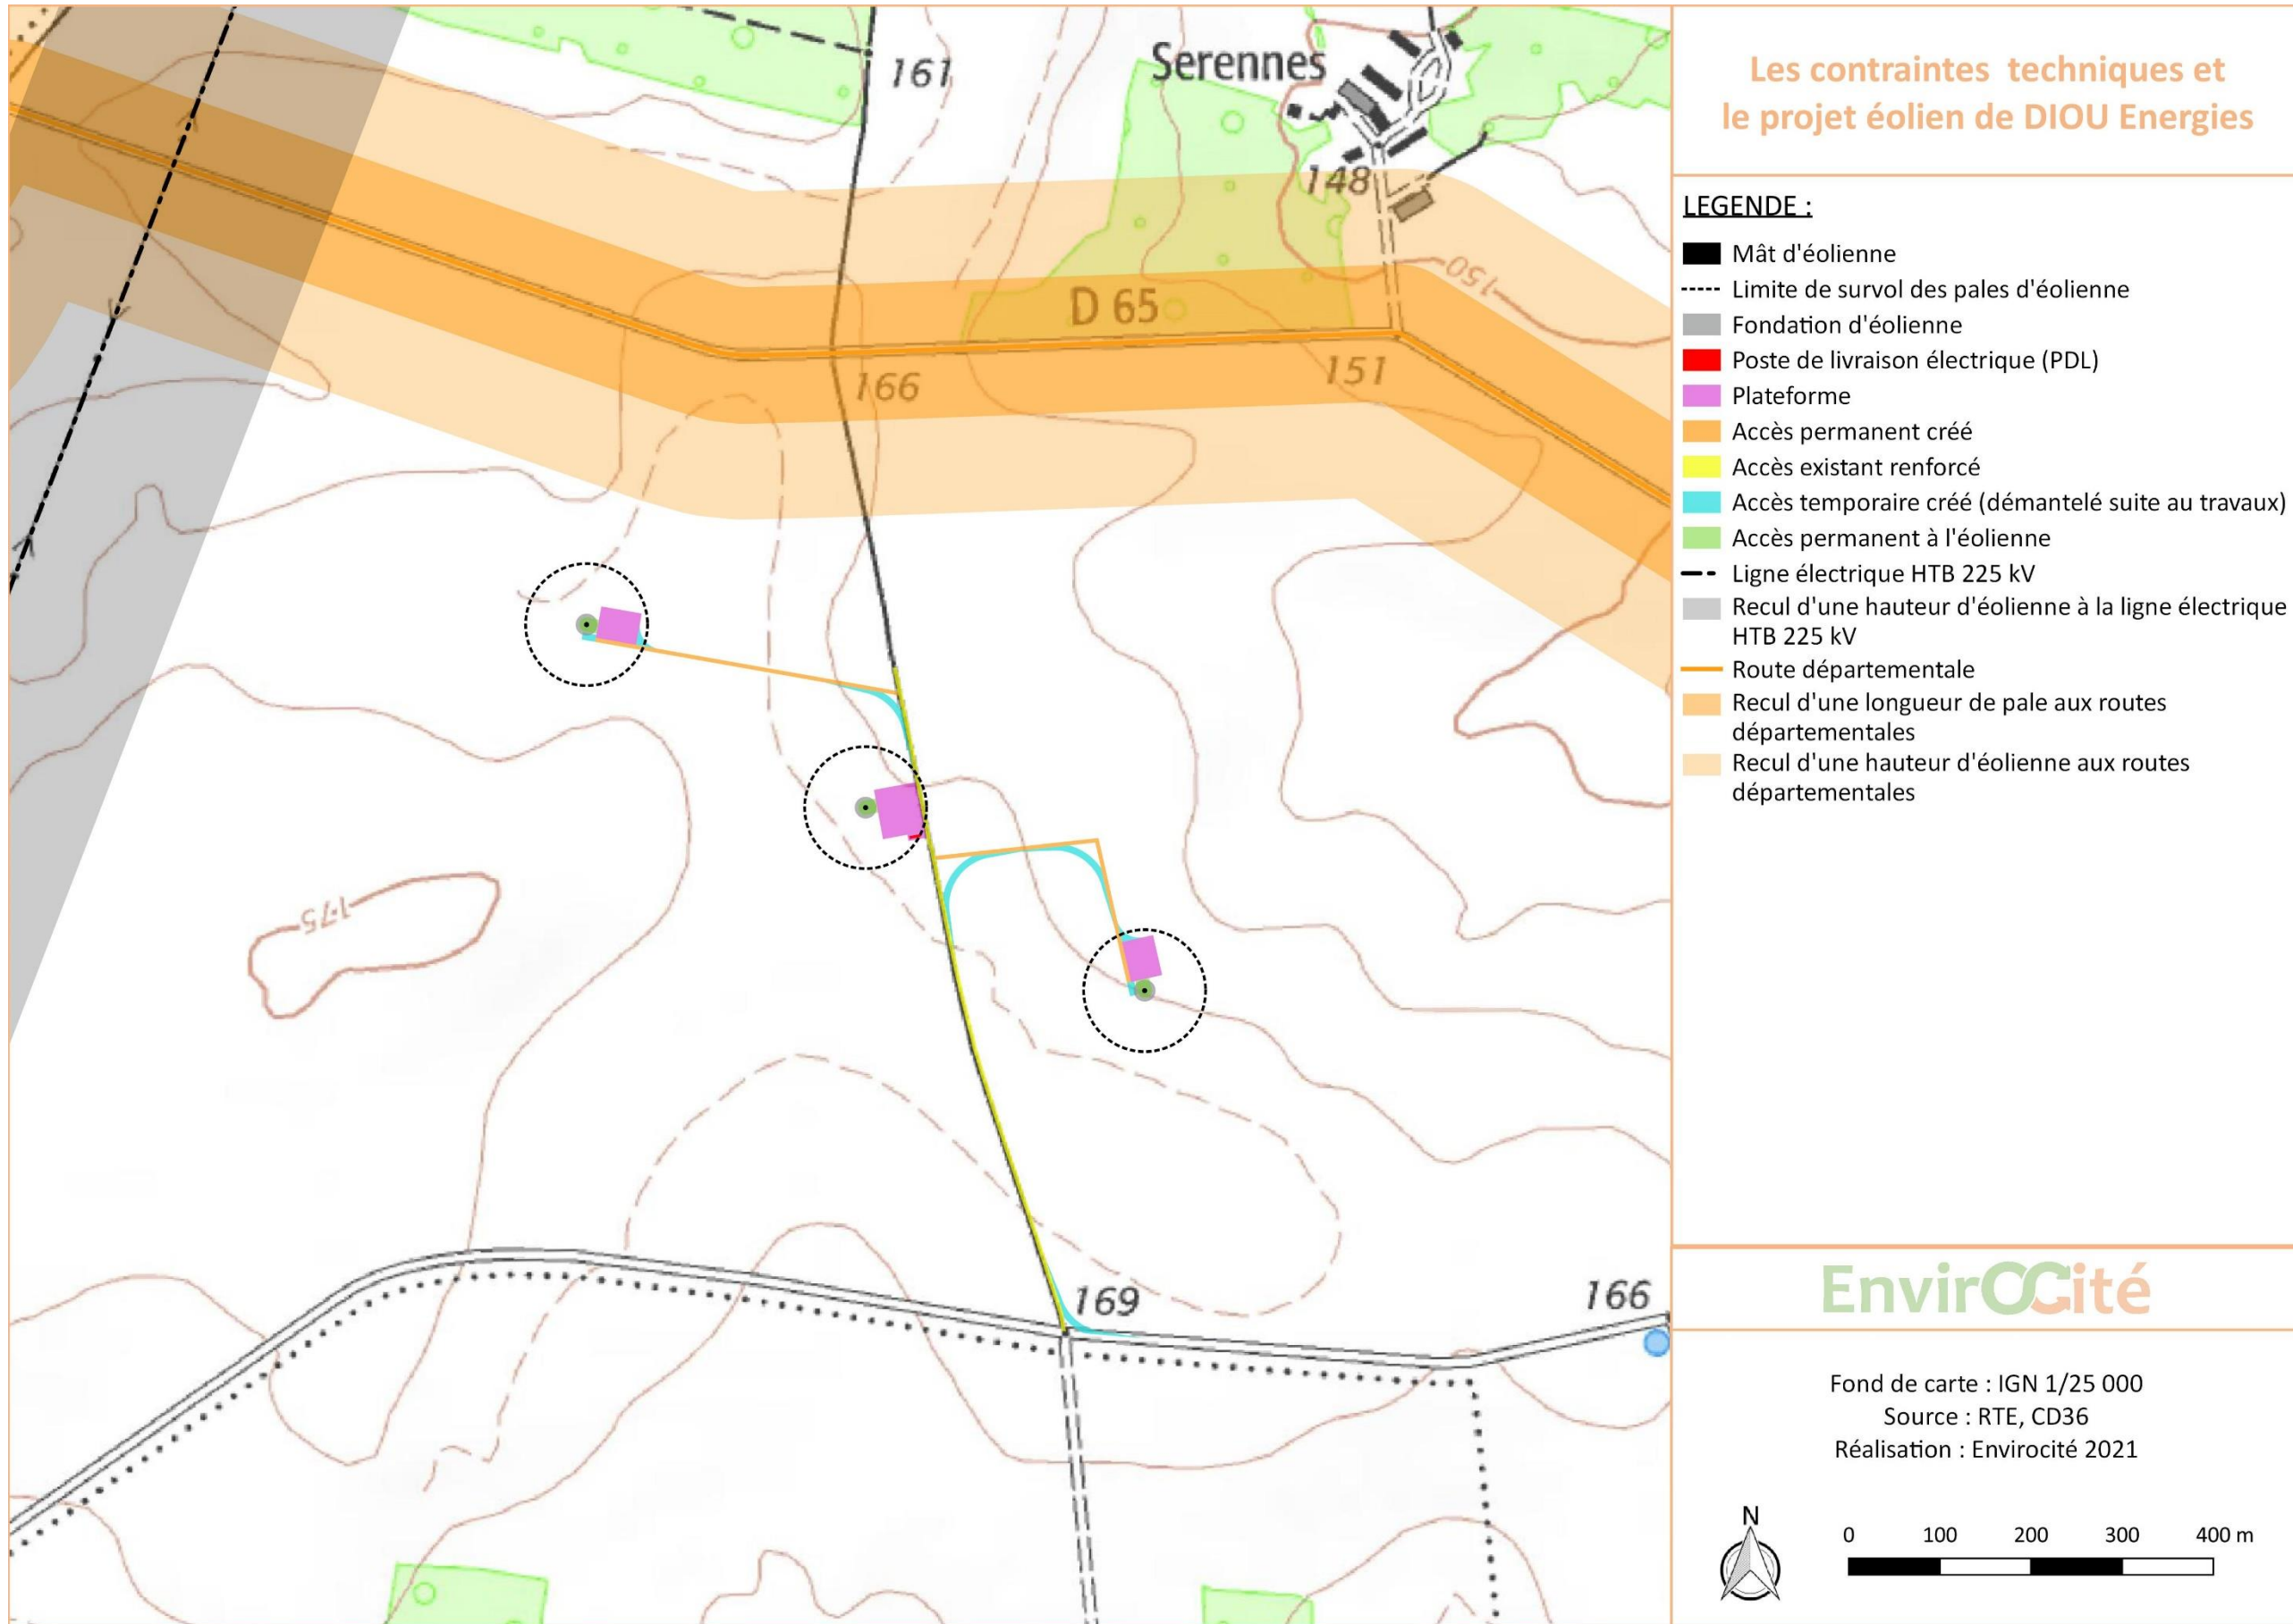 Serennes
161
148
150
D 65
166
151
175
169
166
Les contraintes techniques et
le projet éolien de DIOU Energies
LEGENDE :
Mât d'éolienne
Limite de survol des pales d'éolienne
Fondation d'éolienne
Poste de livraison électrique (PDL)
Plateforme
Accès permanent créé
Accès existant renforcé
Accès temporaire créé (démantelé suite au travaux)
Accès permanent à l'éolienne
Ligne électrique HTB 225 kV
Recul d'une hauteur d'éolienne à la ligne électrique
HTB 225 kV
Route départementale
Recul d'une longueur de pale aux routes
départementales
Recul d'une hauteur d'éolienne aux routes
départementales
EnvirOCité
Fond de carte : IGN 1/25 000
Source : RTE, CD36
Réalisation : Envirocité 2021
N
0 100 200 300 400 m